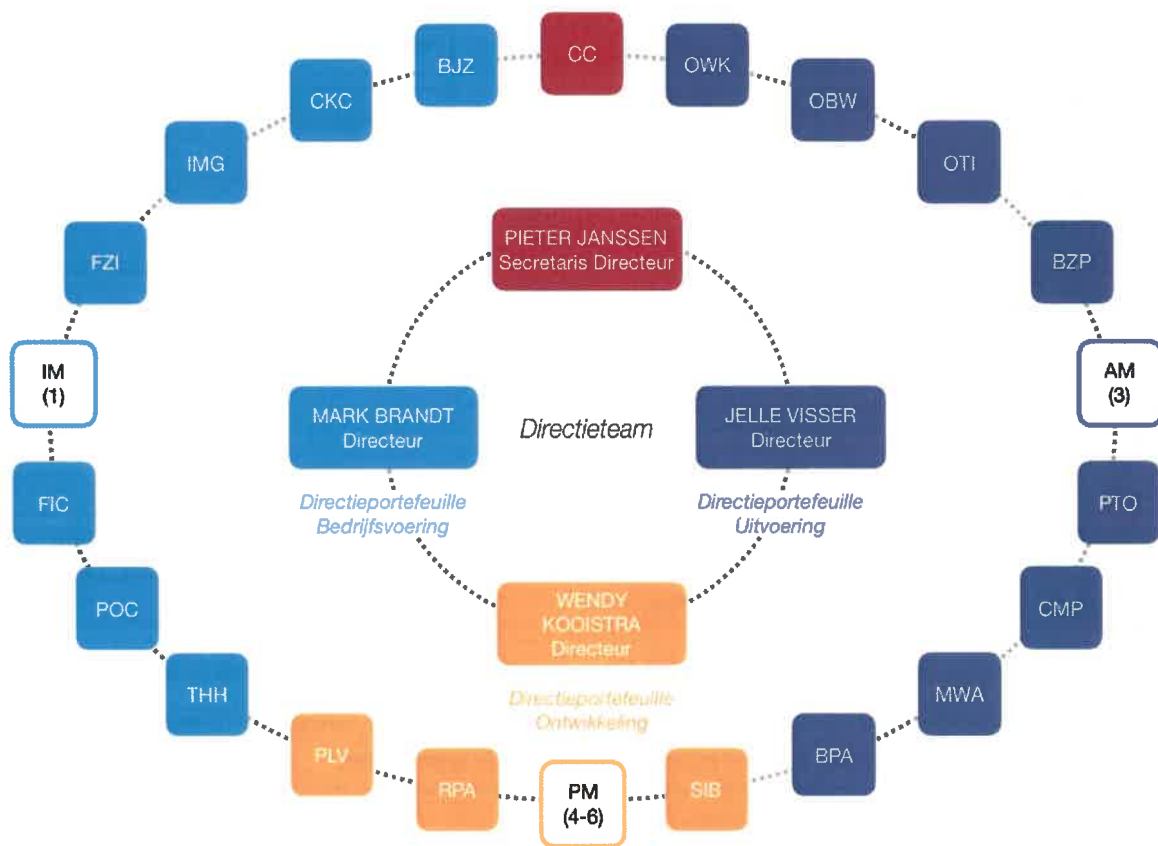 CC
BJZ
OWK
CKC
OBW
IMG
OTI
FZI
BZP
PIETER JANSSEN
Secretaris Directeur
IM
(1)
AM
(3)
MARK BRANDT
Directeur
Directieteam
JELLE VISSER
Directeur
Directieportefeuille
Bedrijfsvoering
Directieportefeuille
Uitvoering
FIC
PTO
WENDY
KOOISTRA
Directeur
POC
CMP
THH
MWA
Directieportefeuille
Ontwikkeling
PLV
BPA
RPA
PM
(4-6)
SIB